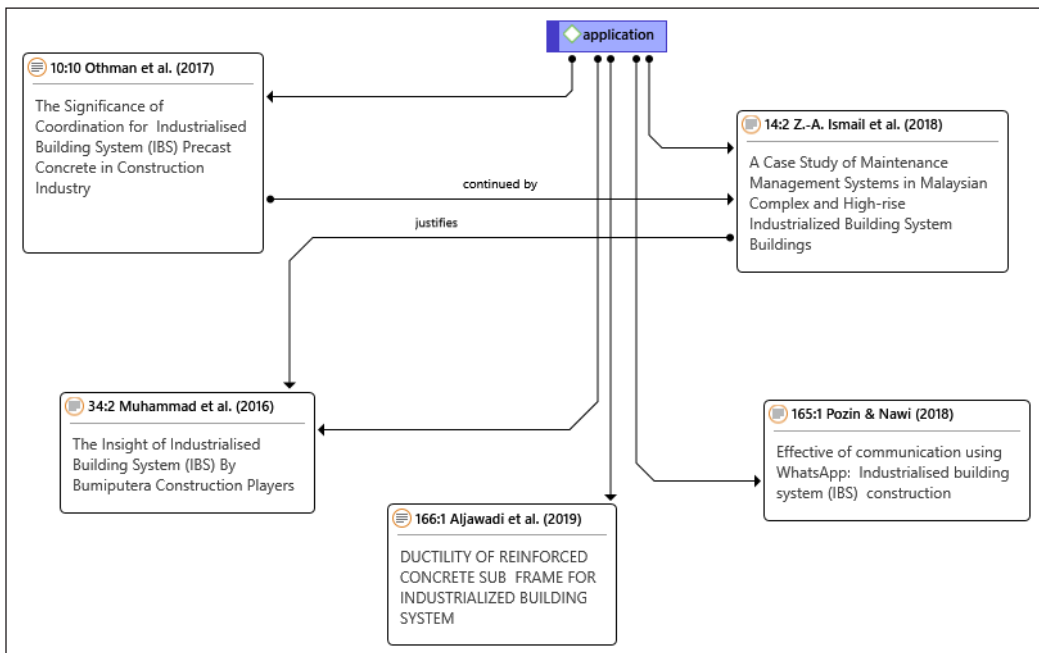 application
10:10 Othman et al. (2017)
The Significance of
Coordination for Industrialised
Building System (IBS) Precast
Concrete in Construction
Industry
14:2 Z.-A. Ismail et al. (2018)
A Case Study of Maintenance
Management Systems in Malaysian
Complex and High-rise
Industrialized Building System
Buildings
continued by
justifies
34:2 Muhammad et al. (2016)
The Insight of Industrialised
Building System (IBS) By
Bumiputera Construction Players
165:1 Pozin & Nawi (2018)
Effective of communication using
WhatsApp: Industrialised building
system (IBS) construction
166:1 Aljawadi et al. (2019)
DUCTILITY OF REINFORCED
CONCRETE SUB FRAME FOR
INDUSTRIALIZED BUILDING
SYSTEM